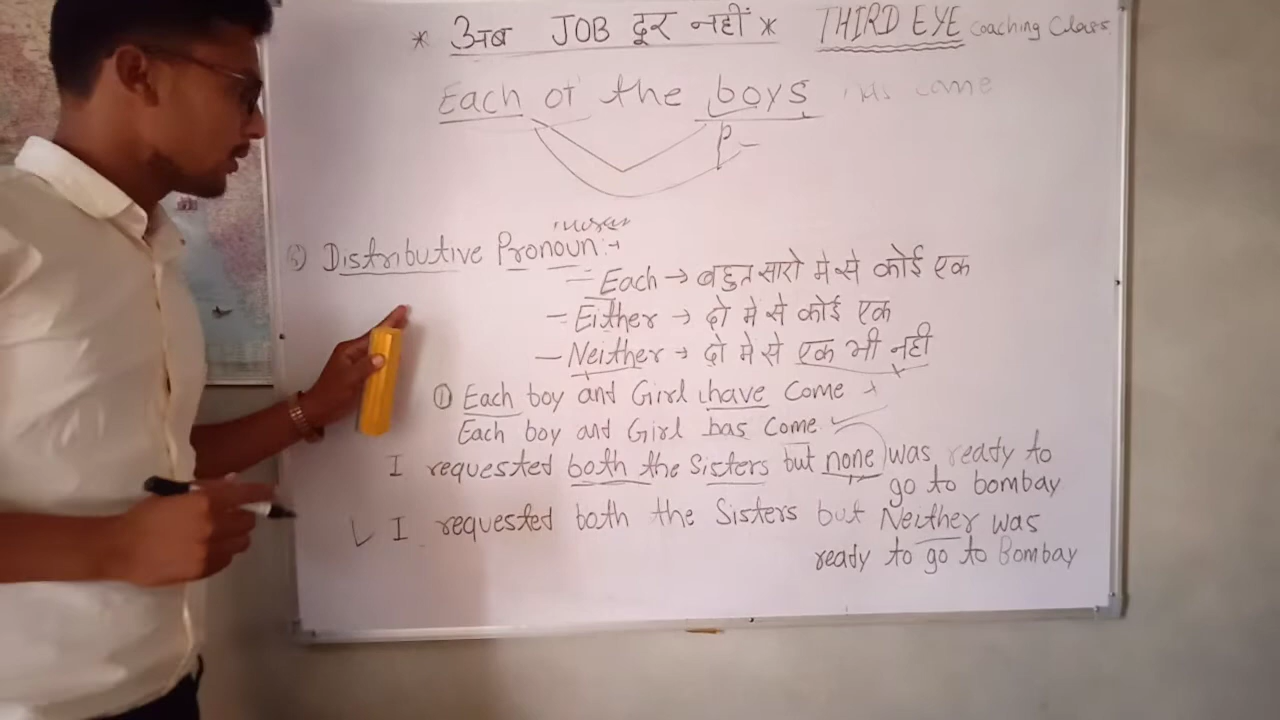 * अब JOB दूर नहीं * THIRD EYE Coaching Class
Each of the boys has come
P-
Distributive Pronoun:→
= Each → बहुत सारो मे से कोई एक
- Either → दो मे से कोई एक
- Neither → दो मे से एक भी नही
① Each boy and Girl have Come ×
Each boy and Girl has Come ✓
I requested both the Sisters but none was ready to
go to bombay
✓ I requested both the Sisters but Neither was
ready to go to Bombay